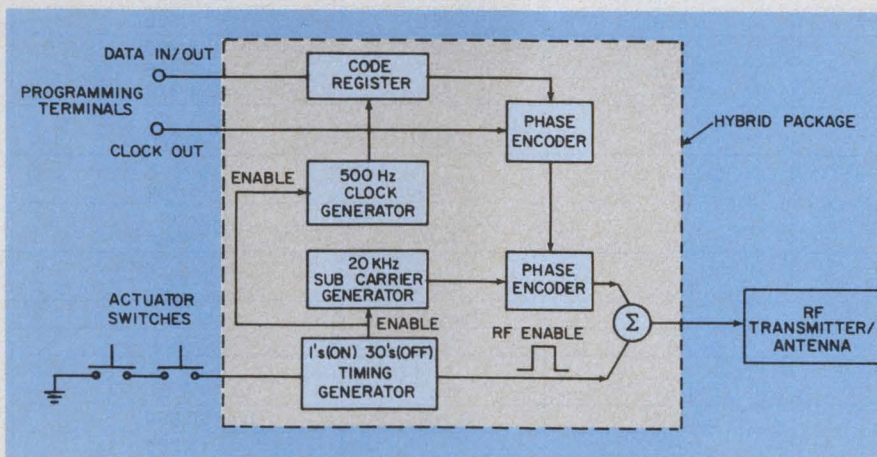 DATA IN/OUT
PROGRAMMING
TERMINALS
CLOCK OUT
CODE
REGISTER
PHASE
ENCODER
HYBRID PACKAGE
ENABLE
500 Hz
CLOCK
GENERATOR
20 KHz
SUB CARRIER
GENERATOR
PHASE
ENCODER
ACTUATOR
SWITCHES
ENABLE
RF ENABLE
Σ
RF
TRANSMITTER/
ANTENNA
1's(ON) 30's(OFF)
TIMING
GENERATOR